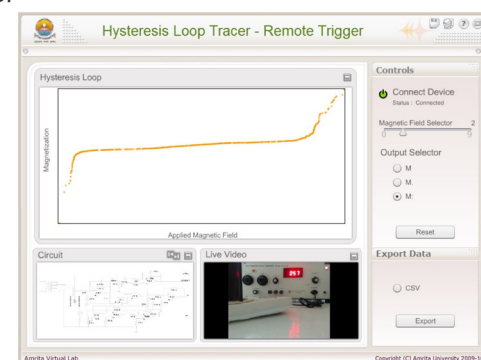 Hysteresis Loop Tracer - Remote Trigger
Hysteresis Loop
Magnetization
Applied Magnetic Field
Circuit
Live Video
Controls
Connect Device
Status : Connected
Magnetic Field Selector 2
Output Selector
M
M.
M:
Reset
Export Data
CSV
Export
Amrita Virtual Lab
Copyright (C) Amrita University 2009-1